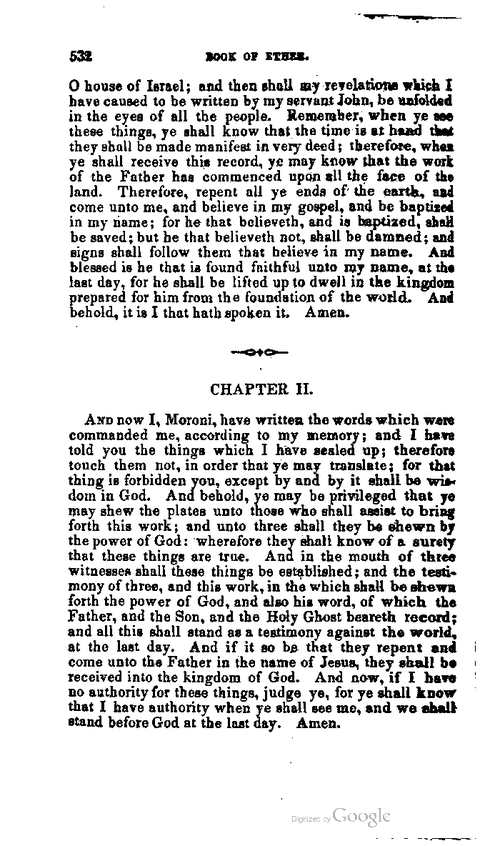 532 BOOK OF ETHER.
O house of Israel; and then shall my revelations which I
have caused to be written by my servant John, be unfolded
in the eyes of all the people. Remember, when ye see
these things, ye shall know that the time is at hand that
they shall be made manifest in very deed; therefore, when
ye shall receive this record, ye may know that the work
of the Father has commenced upon all the face of the
land. Therefore, repent all ye ends of the earth, and
come unto me, and believe in my gospel, and be baptized
in my name; for he that believeth, and is baptized, shall
be saved; but he that believeth not, shall be damned; and
signs shall follow them that believe in my name. And
blessed is he that is found faithful unto my name, at the
last day, for he shall be lifted up to dwell in the kingdom
prepared for him from the foundation of the world. And
behold, it is I that hath spoken it. Amen.
CHAPTER II.
AND now I, Moroni, have written the words which were
commanded me, according to my memory; and I have
told you the things which I have sealed up; therefore
touch them not, in order that ye may translate; for that
thing is forbidden you, except by and by it shall be wis-
dom in God. And behold, ye may be privileged that ye
may shew the plates unto those who shall assist to bring
forth this work; and unto three shall they be shewn by
the power of God: wherefore they shall know of a surety
that these things are true. And in the mouth of three
witnesses shall these things be established; and the testi-
mony of three, and this work, in the which shall be shewn
forth the power of God, and also his word, of which the
Father, and the Son, and the Holy Ghost beareth record;
and all this shall stand as a testimony against the world,
at the last day. And if it so be that they repent and
come unto the Father in the name of Jesus, they shall be
received into the kingdom of God. And now, if I have
no authority for these things, judge ye, for ye shall know
that I have authority when ye shall see me, and we shall
stand before God at the last day. Amen.
Digitized by Google